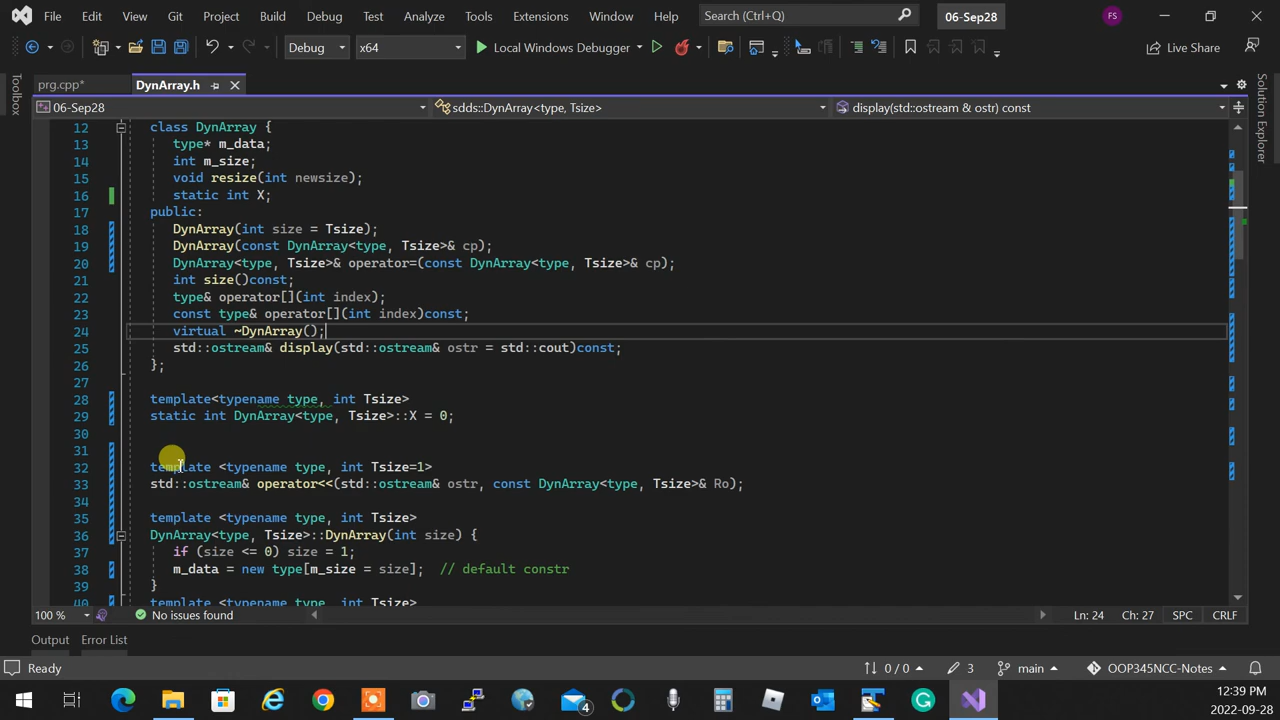 File Edit View Git Project Build Debug Test Analyze Tools Extensions Window Help Search (Ctrl+Q) 06-Sep28 FS
Debug x64 Local Windows Debugger Live Share
prg.cpp* DynArray.h
06-Sep28 sdds::DynArray<type, Tsize> display(std::ostream & ostr) const
Toolbox
Solution Explorer
12 class DynArray {
13 type* m_data;
14 int m_size;
15 void resize(int newsize);
16 static int X;
17 public:
18 DynArray(int size = Tsize);
19 DynArray(const DynArray<type, Tsize>& cp);
20 DynArray<type, Tsize>& operator=(const DynArray<type, Tsize>& cp);
21 int size()const;
22 type& operator[](int index);
23 const type& operator[](int index)const;
24 virtual ~DynArray();
25 std::ostream& display(std::ostream& ostr = std::cout)const;
26 };
27
28 template<typename type, int Tsize>
29 static int DynArray<type, Tsize>::X = 0;
30
31
32 template <typename type, int Tsize=1>
33 std::ostream& operator<<(std::ostream& ostr, const DynArray<type, Tsize>& Ro);
34
35 template <typename type, int Tsize>
36 DynArray<type, Tsize>::DynArray(int size) {
37 if (size <= 0) size = 1;
38 m_data = new type[m_size = size]; // default constr
39 }
40 template <typename type, int Tsize>
100 % No issues found Ln: 24 Ch: 27 SPC CRLF
Output Error List
Ready 0 / 0 3 main OOP345NCC-Notes
4
12:39 PM
2022-09-28